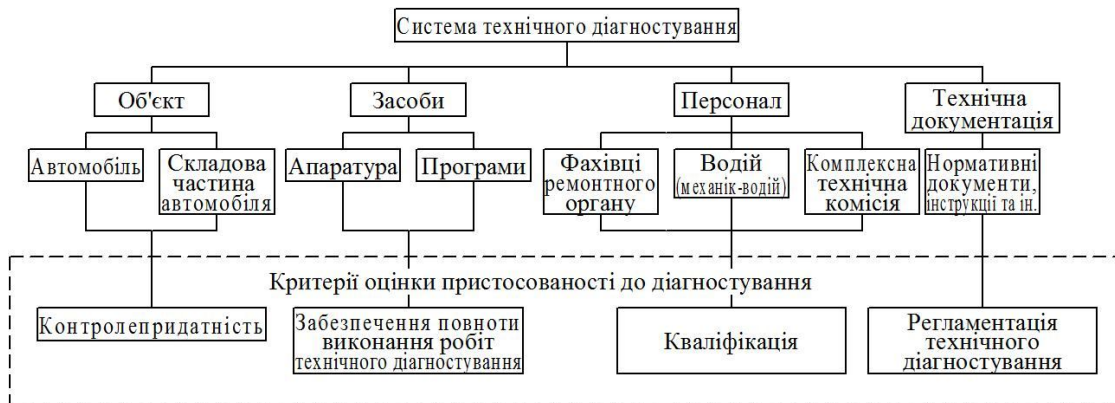 Система технічного діагностування
Об'єкт
Засоби
Персонал
Технічна
документація
Автомобіль
Складова
частина
автомобіля
Апаратура
Програми
Фахівці
ремонтного
органу
Водій
(механік-водій)
Комплексна
технічна
комісія
Нормативні
документи,
інструкції та ін.
Критерії оцінки пристосованості до діагностування
Контролепридатність
Забезпечення повноти
виконання робіт
технічного діагностування
Кваліфікація
Регламентація
технічного
діагностування